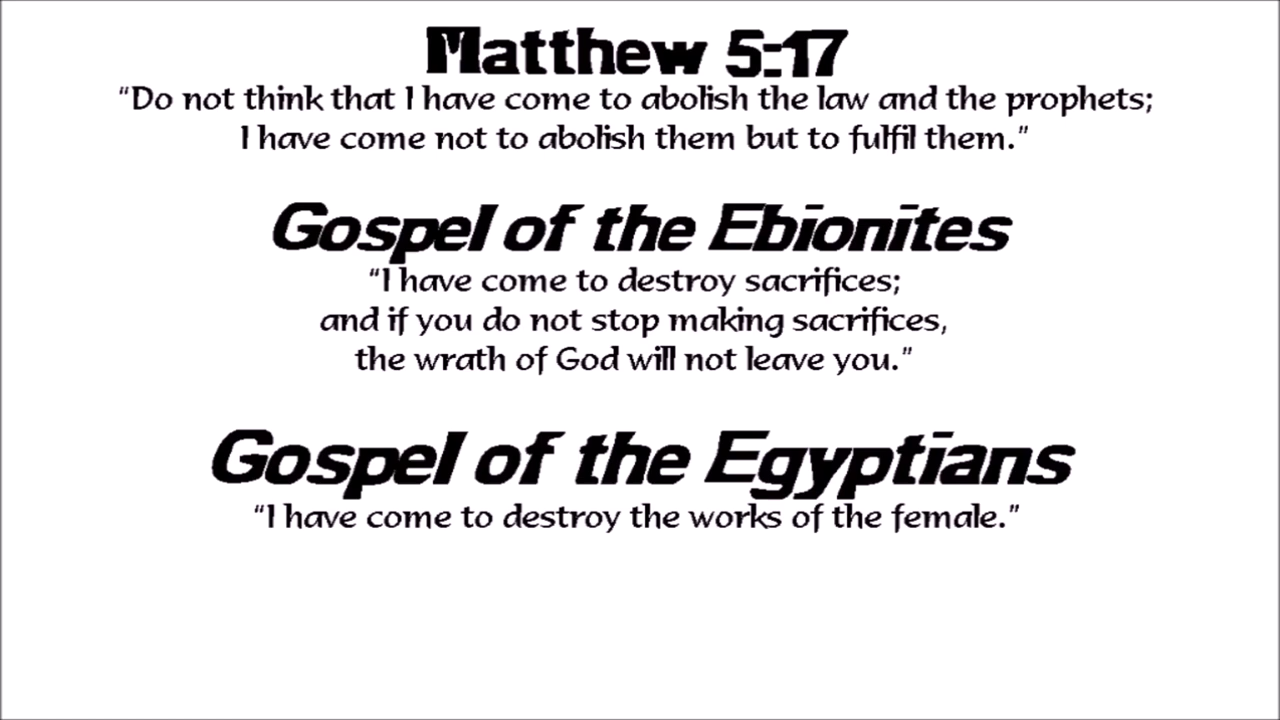 Matthew 5:17
"Do not think that I have come to abolish the law and the prophets;
I have come not to abolish them but to fulfil them."
Gospel of the Ebionites
"I have come to destroy sacrifices;
and if you do not stop making sacrifices,
the wrath of God will not leave you."
Gospel of the Egyptians
"I have come to destroy the works of the female."